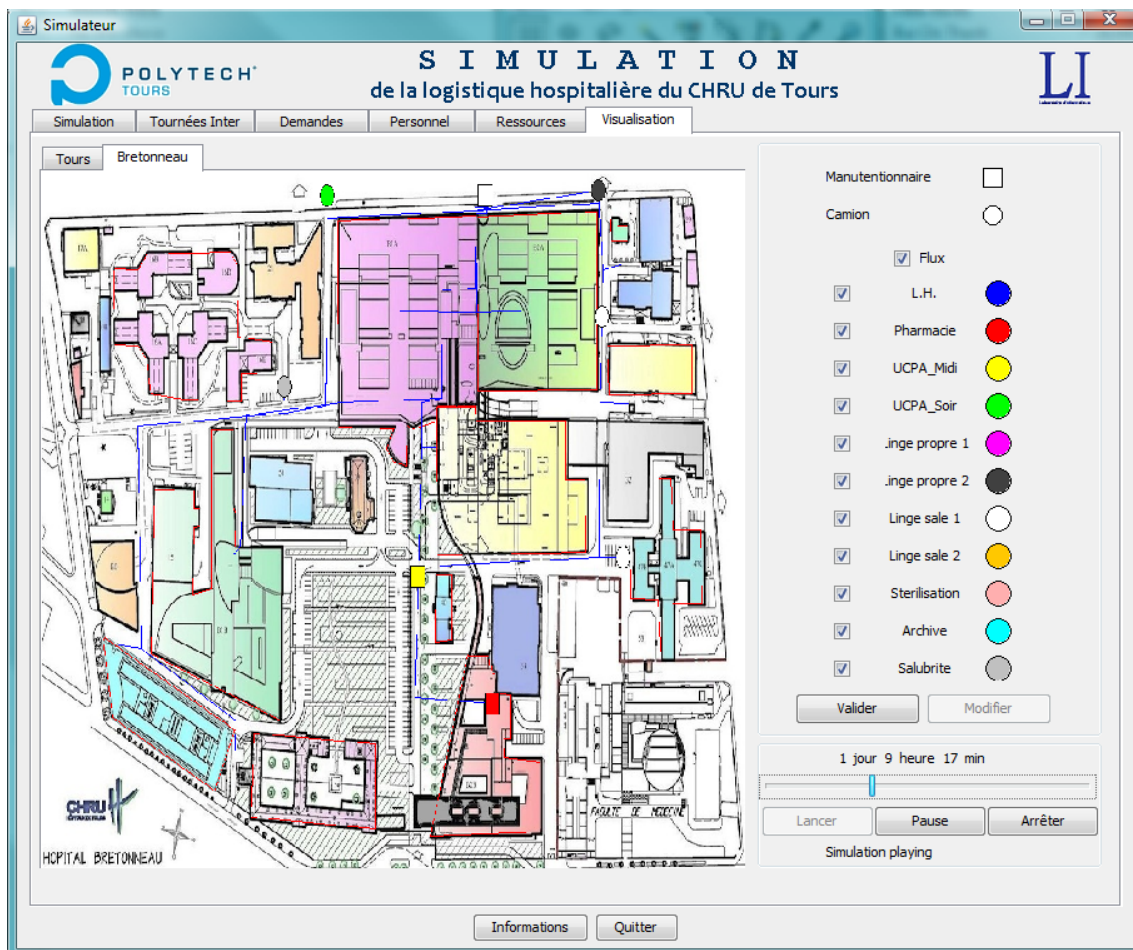 Simulateur
POLYTECH
TOURS
S I M U L A T I O N
de la logistique hospitalière du CHRU de Tours
LI
Simulation
Tournées Inter
Demandes
Personnel
Ressources
Visualisation
Tours
Bretonneau
Manutentionnaire
Camion
Flux
L.H.
Pharmacie
UCPA_Midi
UCPA_Soir
.inge propre 1
.inge propre 2
Linge sale 1
Linge sale 2
Sterilisation
Archive
Salubrite
Valider
Modifier
1 jour 9 heure 17 min
Lancer
Pause
Arrêter
Simulation playing
CHRU
HOPITAL BRETONNEAU
FACULTE DE MEDECINE
Informations
Quitter